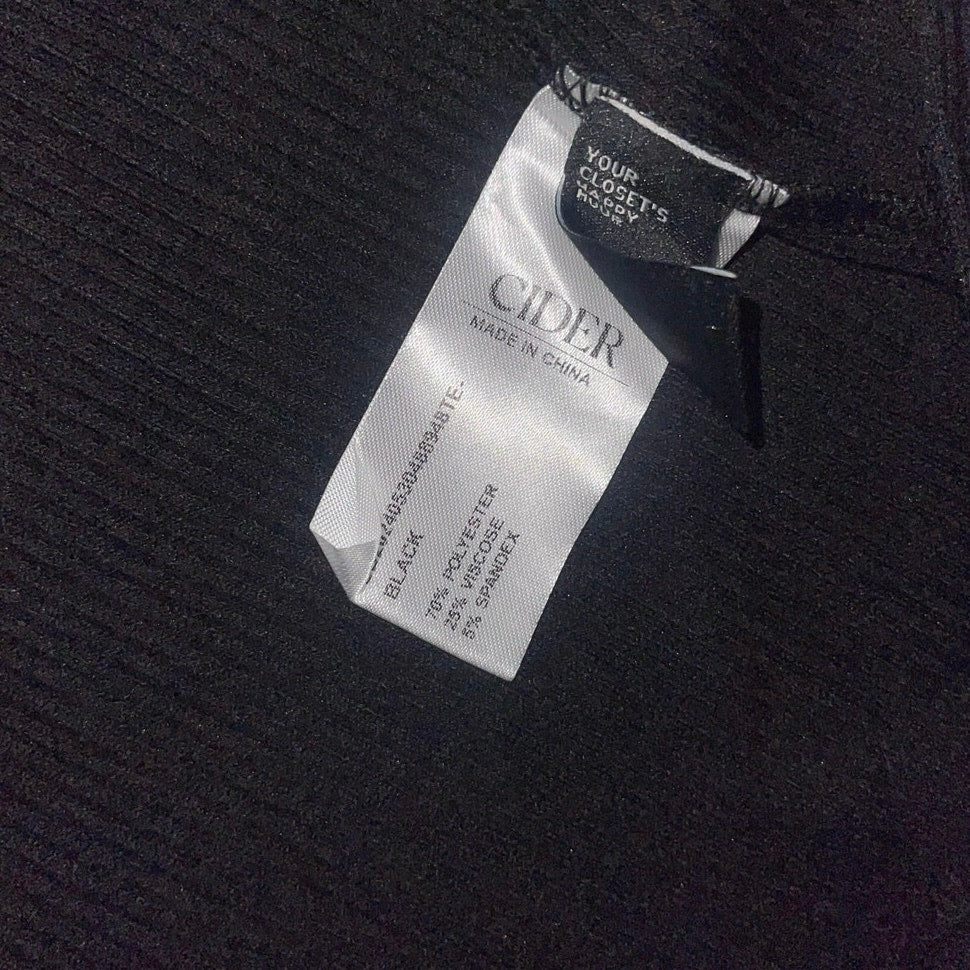 YOUR
CLOSET'S
HAPPY
HOUR
CIDER
MADE IN CHINA
BLACK
70% POLYESTER
25% VISCOSE
5% SPANDEX